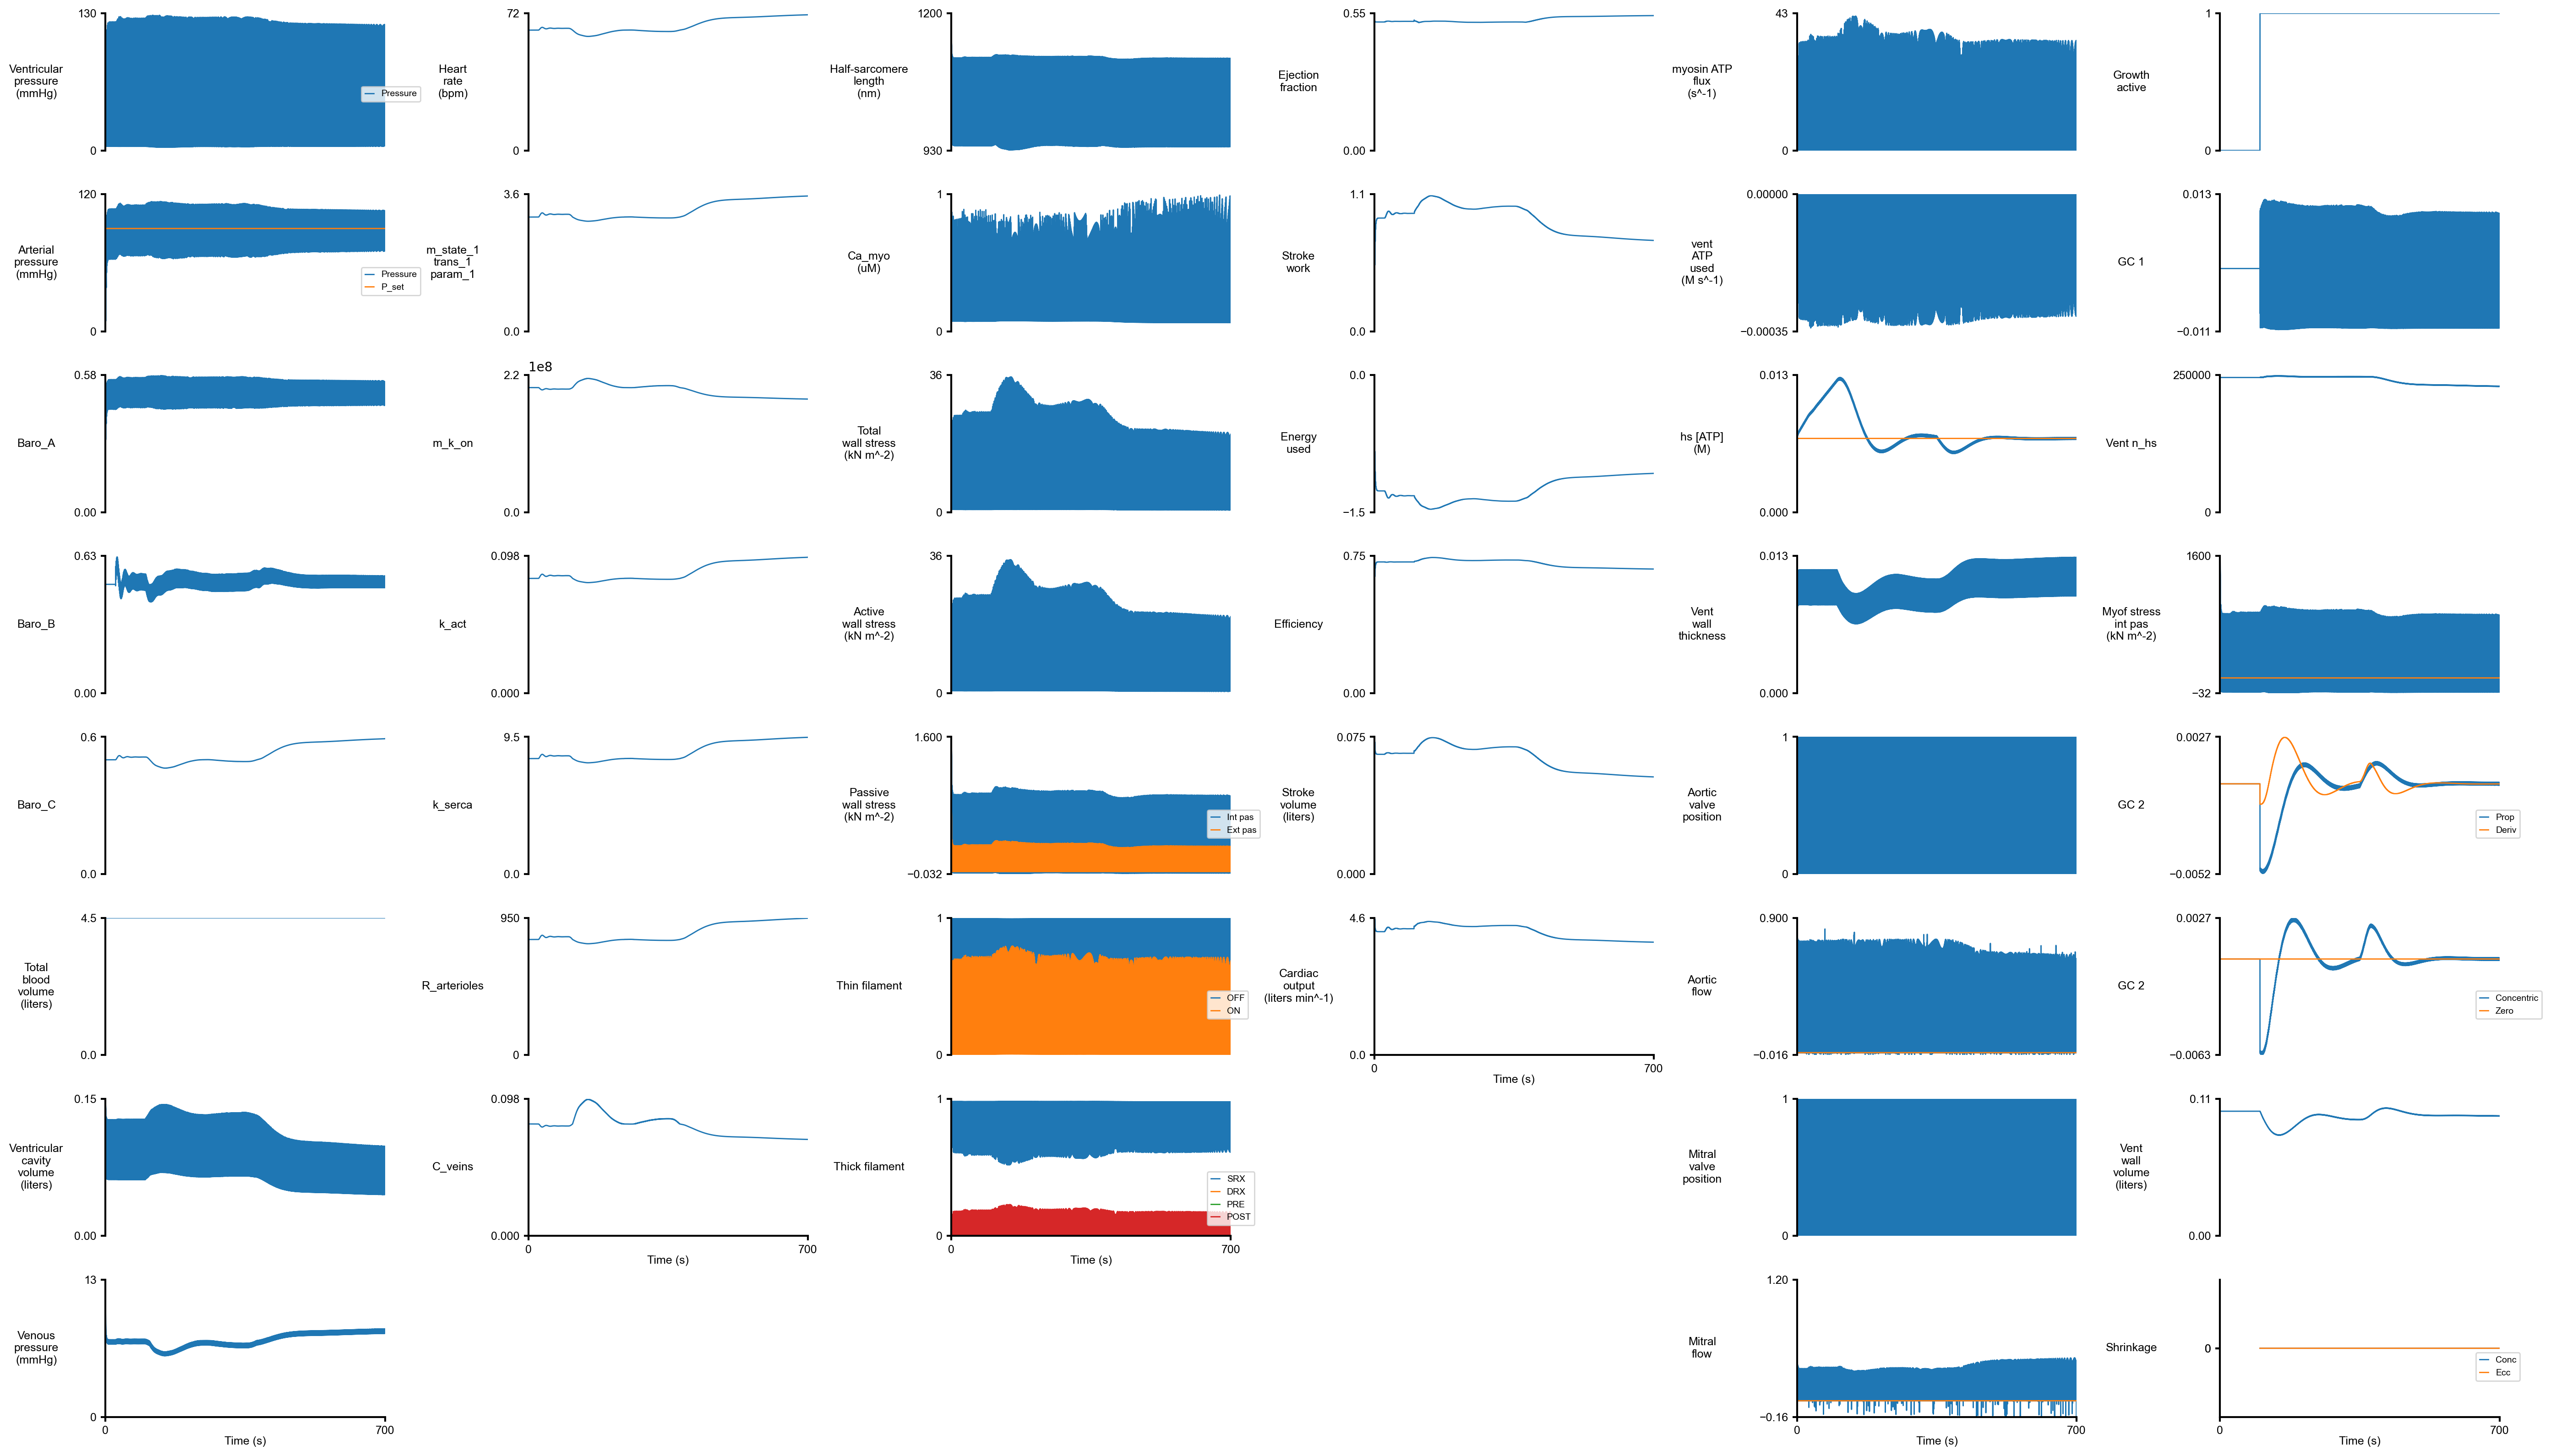 130
Ventricular
pressure
(mmHg)
0
Pressure
72
Heart
rate
(bpm)
0
1200
Half-sarcomere
length
(nm)
930
0.55
Ejection
fraction
0.00
43
myosin ATP
flux
(s^-1)
0
1
Growth
active
0
120
Arterial
pressure
(mmHg)
0
Pressure
P_set
3.6
m_state_1
trans_1
param_1
0.0
1
Ca_myo
(uM)
0
1.1
Stroke
work
0.0
0.00000
vent
ATP
used
(M s^-1)
−0.00035
0.013
GC 1
−0.011
0.58
Baro_A
0.00
1e8
2.2
m_k_on
0.0
36
Total
wall stress
(kN m^-2)
0
0.0
Energy
used
−1.5
0.013
hs [ATP]
(M)
0.000
250000
Vent n_hs
0
0.63
Baro_B
0.00
0.098
k_act
0.000
36
Active
wall stress
(kN m^-2)
0
0.75
Efficiency
0.00
0.013
Vent
wall
thickness
0.000
1600
Myof stress
int pas
(kN m^-2)
−32
0.6
Baro_C
0.0
9.5
k_serca
0.0
1.600
Passive
wall stress
(kN m^-2)
−0.032
Int pas
Ext pas
0.075
Stroke
volume
(liters)
0.000
1
Aortic
valve
position
0
0.0027
GC 2
−0.0052
Prop
Deriv
4.5
Total
blood
volume
(liters)
0.0
950
R_arterioles
0
1
Thin filament
0
OFF
ON
4.6
Cardiac
output
(liters min^-1)
0.0
0
700
Time (s)
0.900
Aortic
flow
−0.016
0.0027
GC 2
−0.0063
Concentric
Zero
0.15
Ventricular
cavity
volume
(liters)
0.00
0.098
C_veins
0.000
0
700
Time (s)
1
Thick filament
0
SRX
DRX
PRE
POST
0
700
Time (s)
1
Mitral
valve
position
0
0.11
Vent
wall
volume
(liters)
0.00
13
Venous
pressure
(mmHg)
0
0
700
Time (s)
1.20
Mitral
flow
−0.16
0
700
Time (s)
Shrinkage
0
Conc
Ecc
0
700
Time (s)